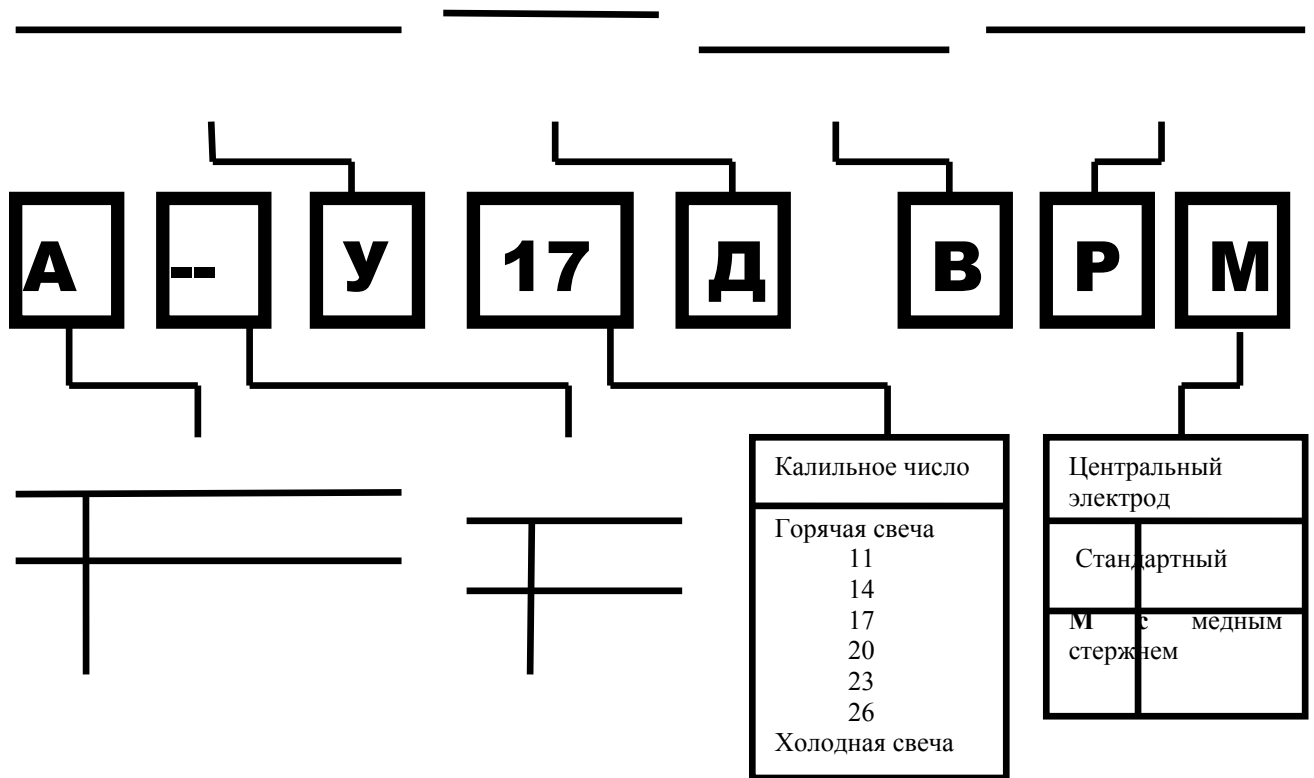 А -- У 17 Д В Р М
Калильное число
Горячая свеча
11
14
17
20
23
26
Холодная свеча
Центральный
электрод
Стандартный
М с медным
стержнем